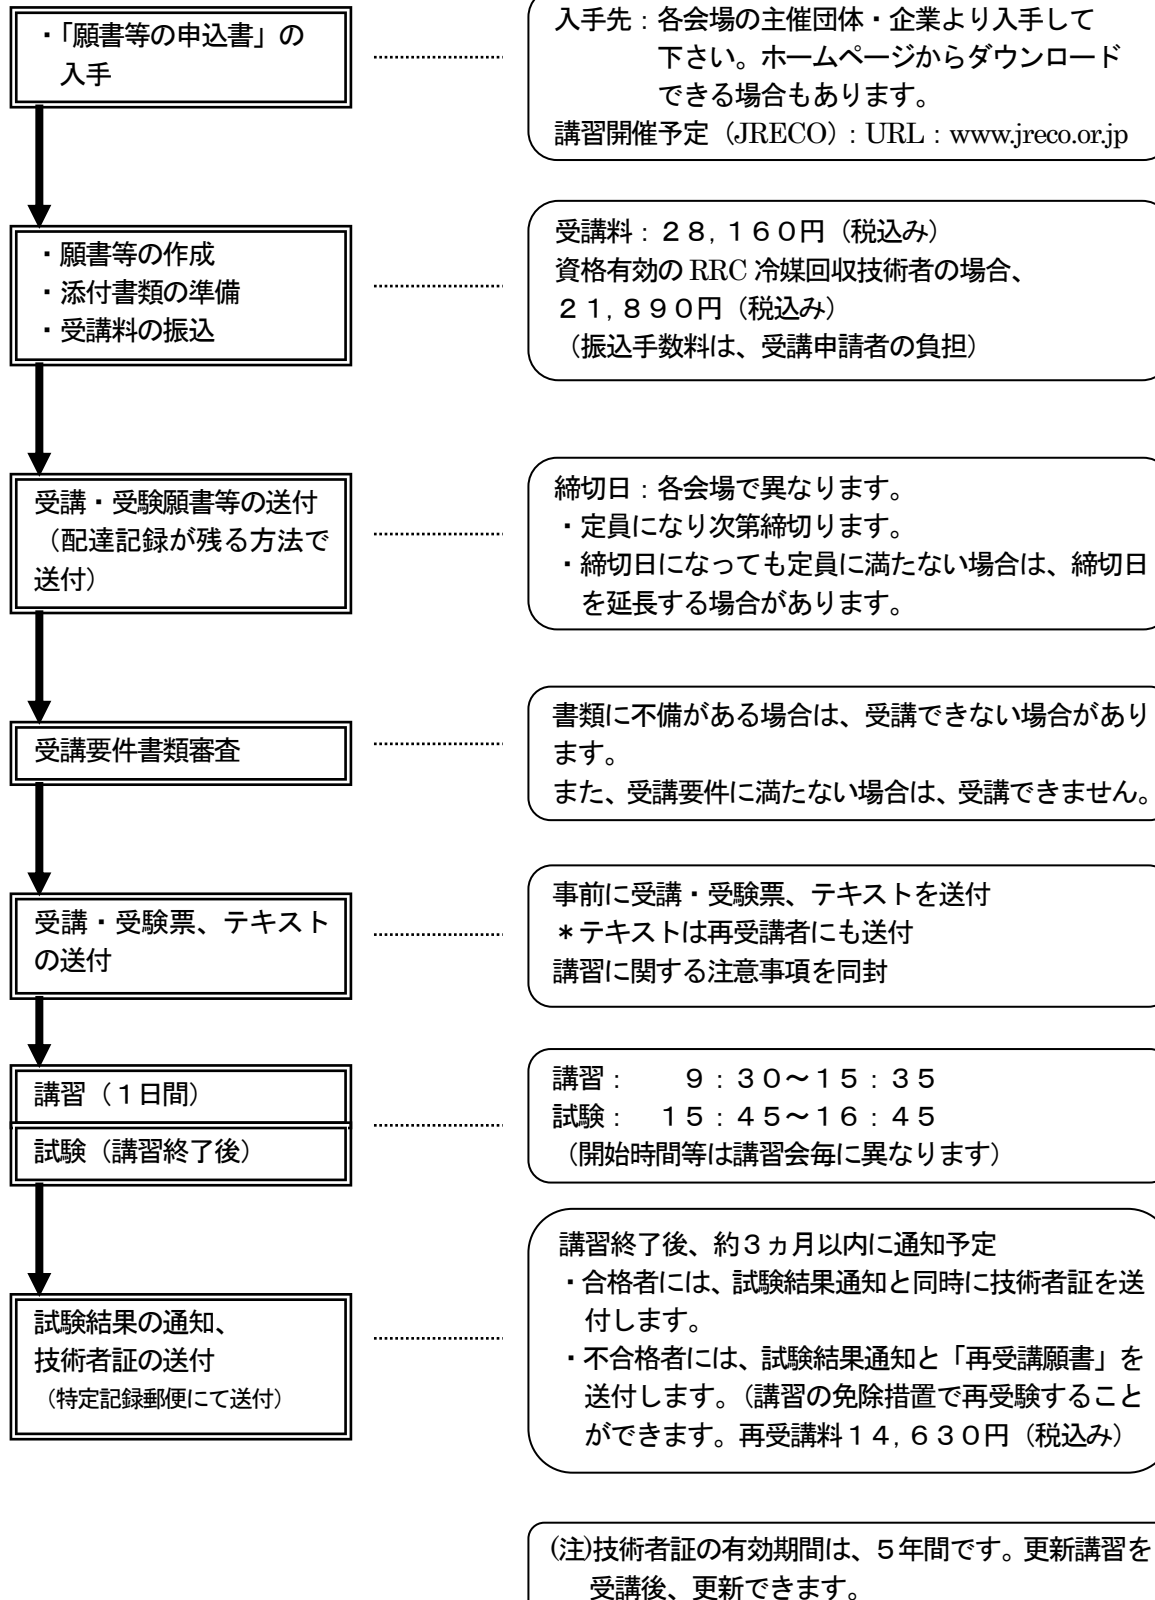 ・「願書等の申込書」の
入手
入手先：各会場の主催団体・企業より入手して
下さい。ホームページからダウンロード
できる場合もあります。
講習開催予定（JRECO）：URL：www.jreco.or.jp
・願書等の作成
・添付書類の準備
・受講料の振込
受講料：２８,１６０円（税込み）
資格有効の RRC 冷媒回収技術者の場合、
２１,８９０円（税込み）
（振込手数料は、受講申請者の負担）
受講・受験願書等の送付
（配達記録が残る方法で
送付）
締切日：各会場で異なります。
・定員になり次第締切ります。
・締切日になっても定員に満たない場合は、締切日
を延長する場合があります。
受講要件書類審査
書類に不備がある場合は、受講できない場合があり
ます。
また、受講要件に満たない場合は、受講できません。
受講・受験票、テキスト
の送付
事前に受講・受験票、テキストを送付
＊テキストは再受講者にも送付
講習に関する注意事項を同封
講習（１日間）
試験（講習終了後）
講習：　９：３０～１５：３５
試験：　１５：４５～１６：４５
（開始時間等は講習会毎に異なります）
試験結果の通知、
技術者証の送付
（特定記録郵便にて送付）
講習終了後、約３ヵ月以内に通知予定
・合格者には、試験結果通知と同時に技術者証を送
付します。
・不合格者には、試験結果通知と「再受講願書」を
送付します。（講習の免除措置で再受験すること
ができます。再受講料１４,６３０円（税込み）
(注)技術者証の有効期間は、５年間です。更新講習を
受講後、更新できます。